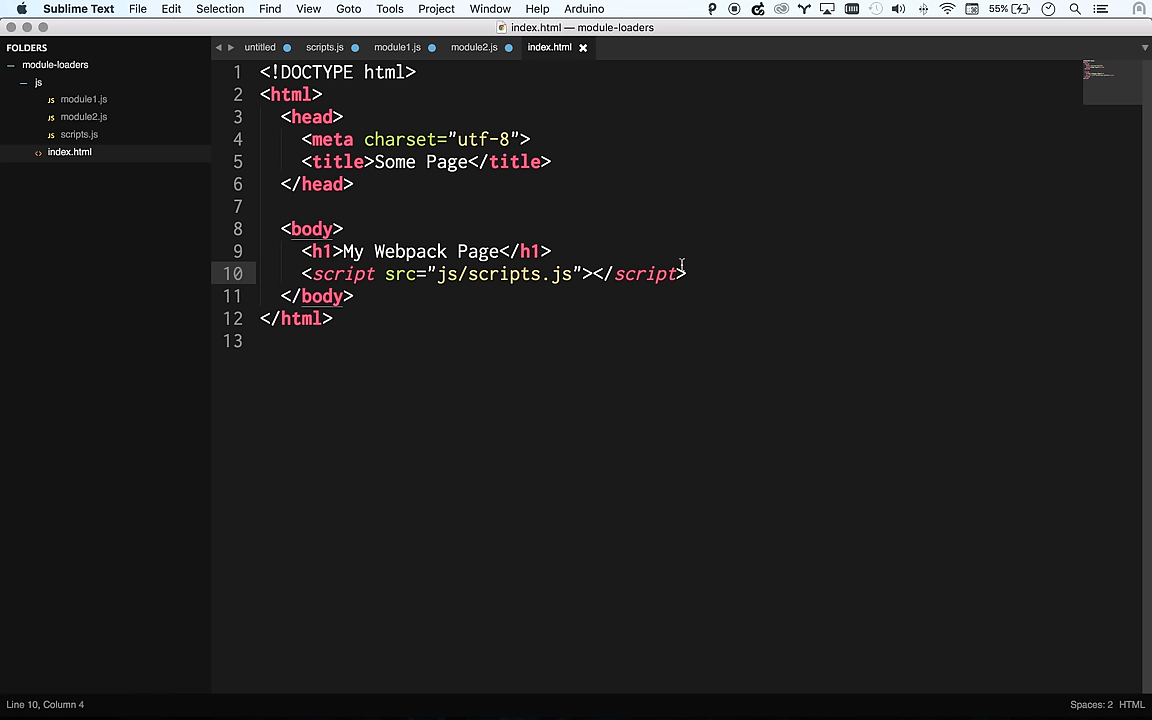 Sublime Text File Edit Selection Find View Goto Tools Project Window Help Arduino 55%
index.html — module-loaders
FOLDERS
module-loaders
js
JS module1.js
JS module2.js
JS scripts.js
<> index.html
untitled scripts.js module1.js module2.js index.html
1 <!DOCTYPE html>
2 <html>
3 <head>
4 <meta charset="utf-8">
5 <title>Some Page</title>
6 </head>
7
8 <body>
9 <h1>My Webpack Page</h1>
10 <script src="js/scripts.js"></script>
11 </body>
12 </html>
13
Line 10, Column 4 Spaces: 2 HTML